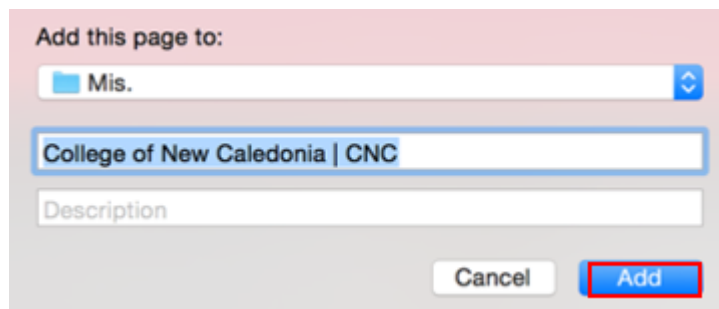 Add this page to:
Mis.
College of New Caledonia | CNC
Description
Cancel Add